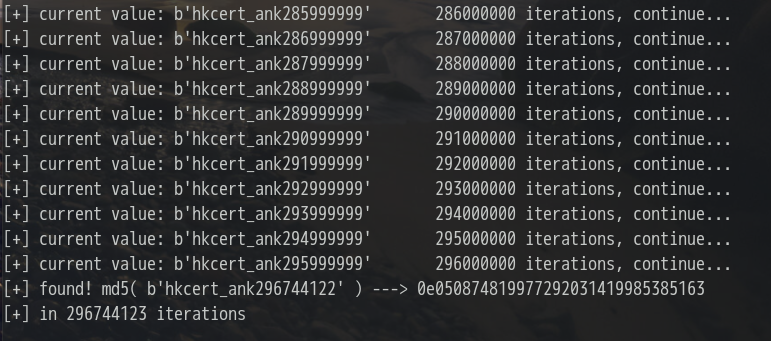 [+] current value: b'hkcert_ank285999999' 286000000 iterations, continue...
[+] current value: b'hkcert_ank286999999' 287000000 iterations, continue...
[+] current value: b'hkcert_ank287999999' 288000000 iterations, continue...
[+] current value: b'hkcert_ank288999999' 289000000 iterations, continue...
[+] current value: b'hkcert_ank289999999' 290000000 iterations, continue...
[+] current value: b'hkcert_ank290999999' 291000000 iterations, continue...
[+] current value: b'hkcert_ank291999999' 292000000 iterations, continue...
[+] current value: b'hkcert_ank292999999' 293000000 iterations, continue...
[+] current value: b'hkcert_ank293999999' 294000000 iterations, continue...
[+] current value: b'hkcert_ank294999999' 295000000 iterations, continue...
[+] current value: b'hkcert_ank295999999' 296000000 iterations, continue...
[+] found! md5( b'hkcert_ank296744122' ) ---> 0e050874819977292031419985385163
[+] in 296744123 iterations